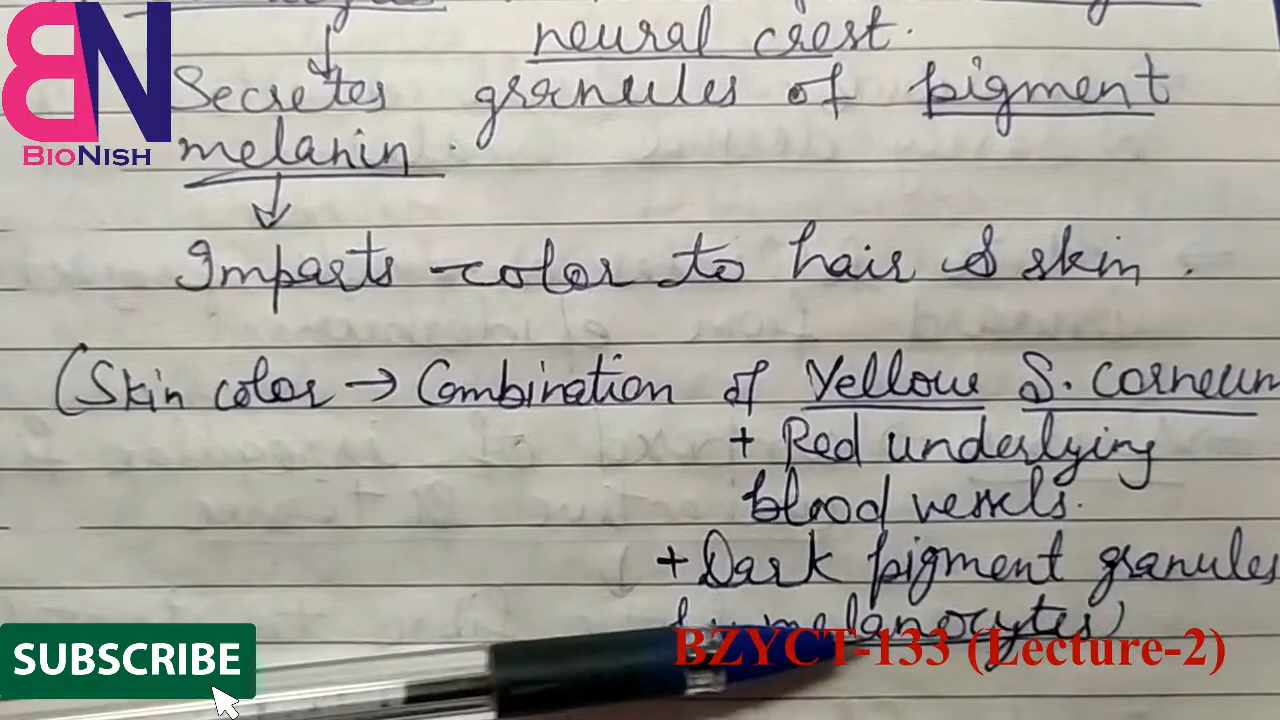 neural crest.
Secretes granules of pigment
melanin.
Imparts color to hair & skin.
(Skin color → Combination of Yellow S. corneum
+ Red underlying
blood vessels.
+ Dark pigment granules
melanocytes)
BN
BIONISH
SUBSCRIBE
BZYCT-133 (Lecture-2)